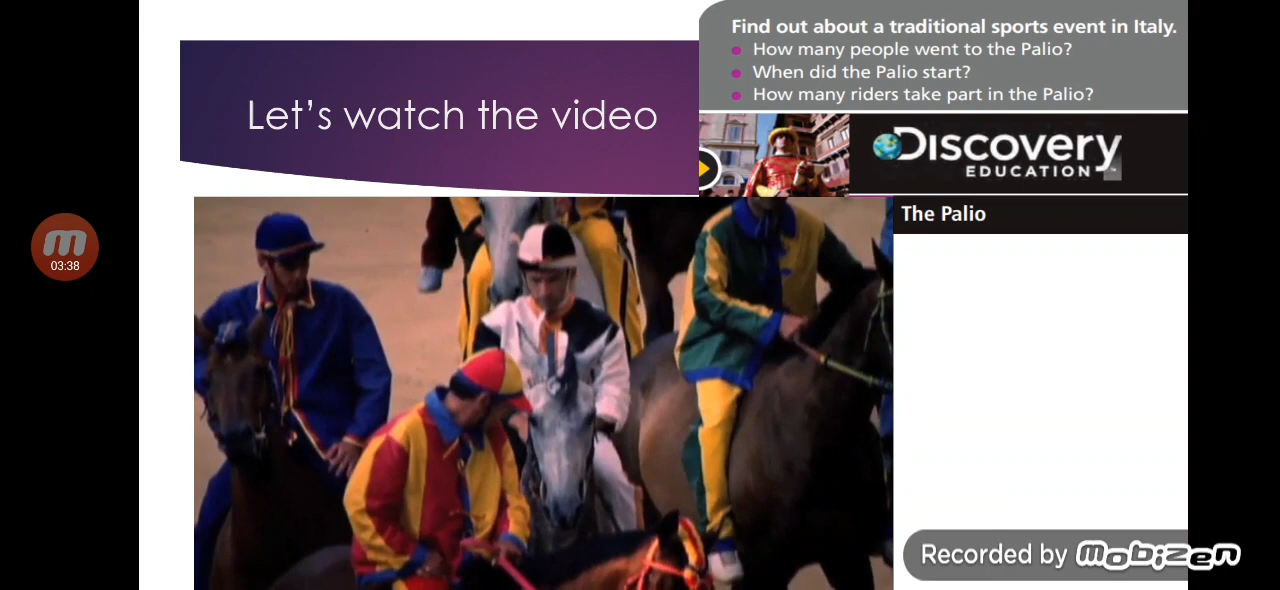 Find out about a traditional sports event in Italy.
How many people went to the Palio?
When did the Palio start?
How many riders take part in the Palio?
Let's watch the video
DISCOVERY
EDUCATION™
The Palio
03:38
Recorded by mobizen